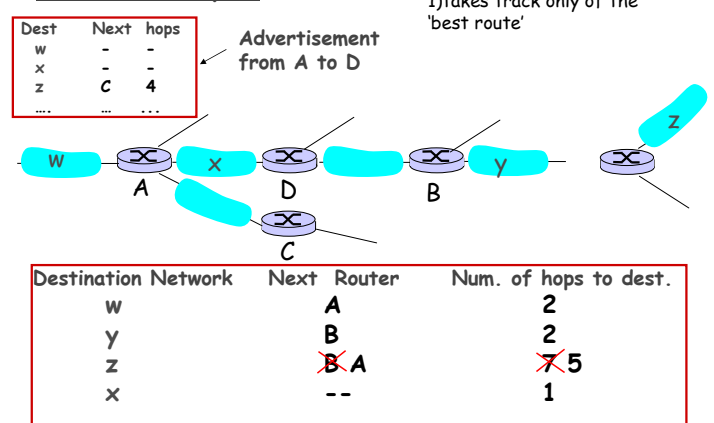 1)takes track only of the
'best route'
Dest Next hops
w - -
x - -
z C 4
.... ... ...
Advertisement
from A to D
z
w x y
A D B
C
Destination Network Next Router Num. of hops to dest.
w A 2
y B 2
z B A 7 5
x -- 1